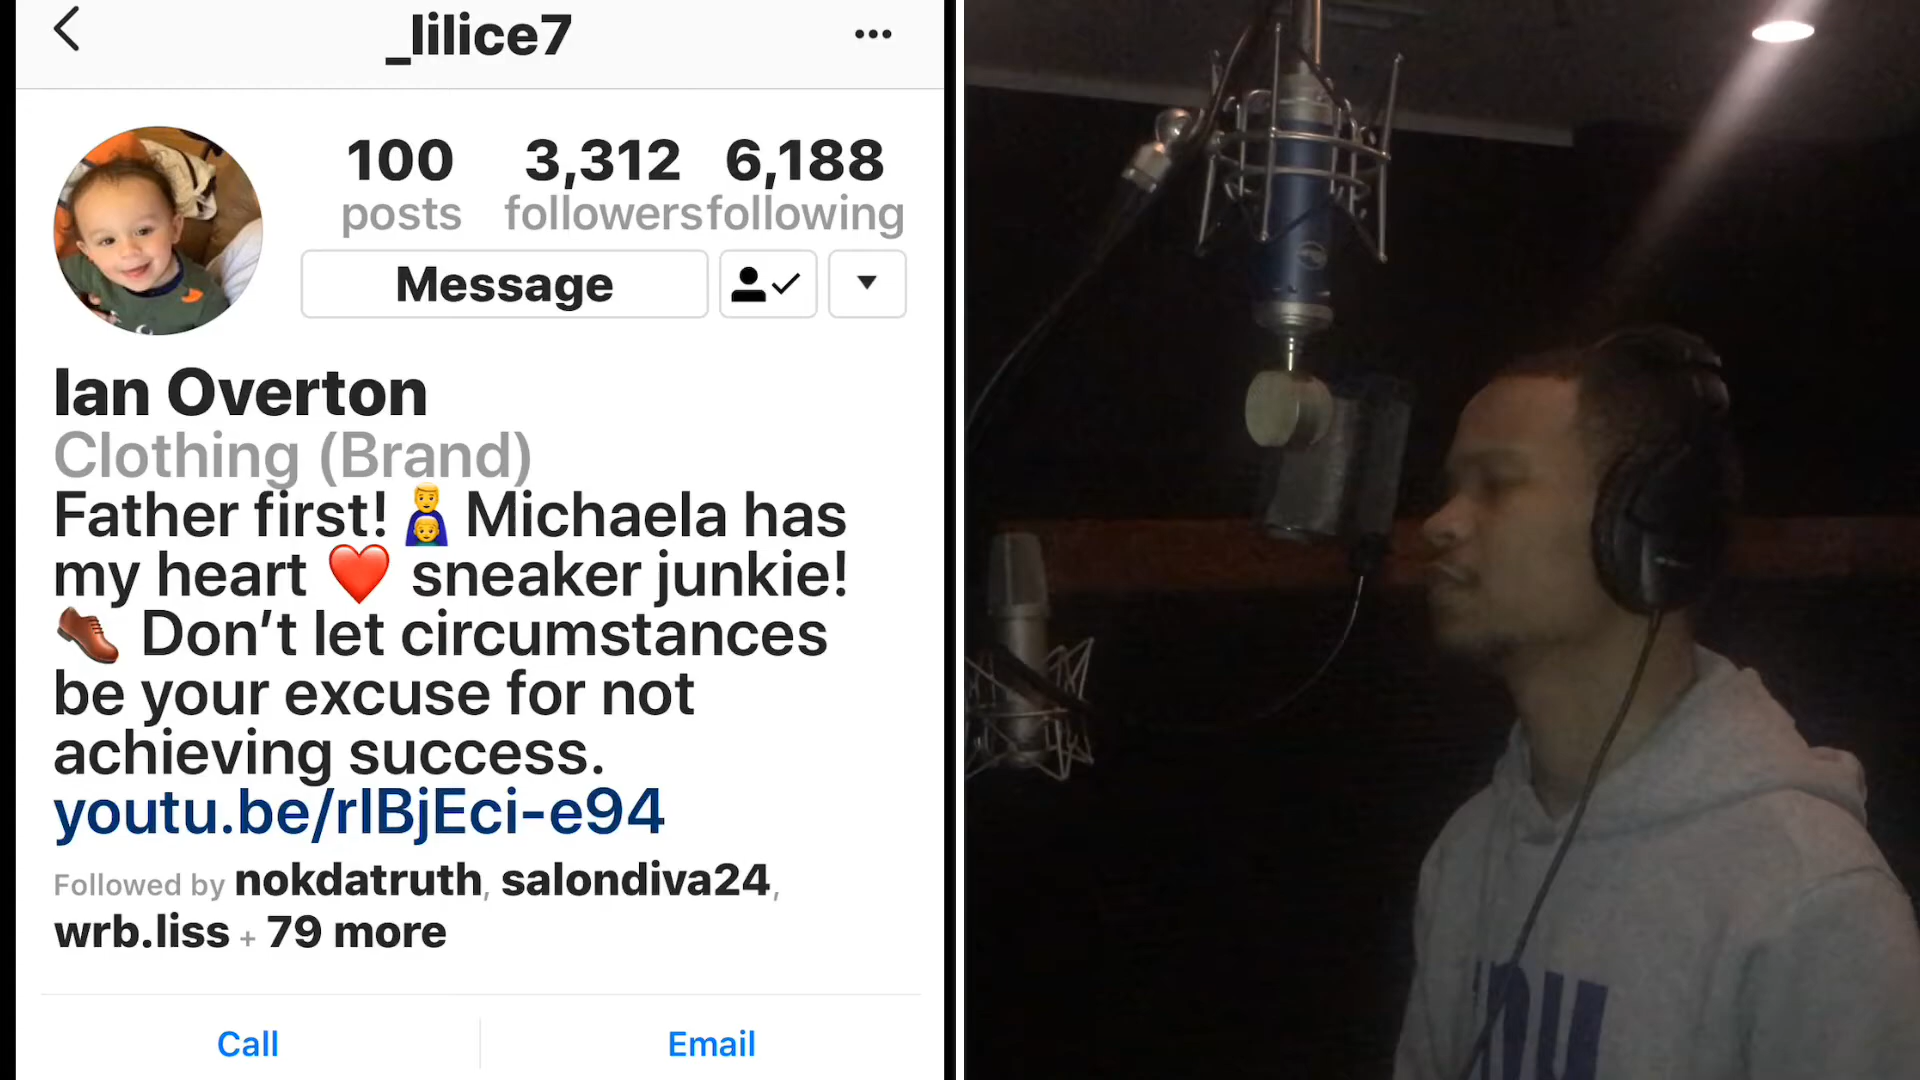 _lilice7
100 3,312 6,188
posts followers following
Message
Ian Overton
Clothing (Brand)
Father first! 👨‍👦 Michaela has
my heart ❤️ sneaker junkie!
👞 Don’t let circumstances
be your excuse for not
achieving success.
youtu.be/rIBjEci-e94
Followed by nokdatruth, salondiva24,
wrb.liss + 79 more
Call Email